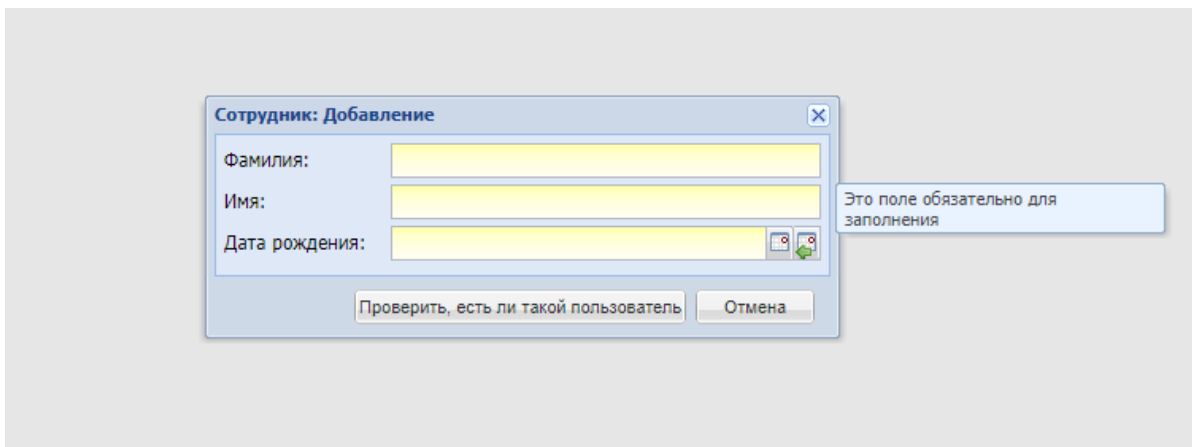 Сотрудник: Добавление
Фамилия:
Имя:
Это поле обязательно для
заполнения
Дата рождения:
Проверить, есть ли такой пользователь
Отмена